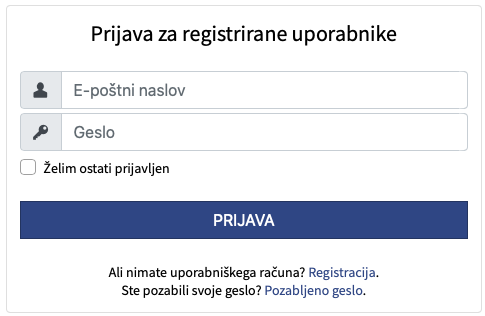 Prijava za registrirane uporabnike
E-poštni naslov
Geslo
Želim ostati prijavljen
PRIJAVA
Ali nimate uporabniškega računa? Registracija.
Ste pozabili svoje geslo? Pozabljeno geslo.